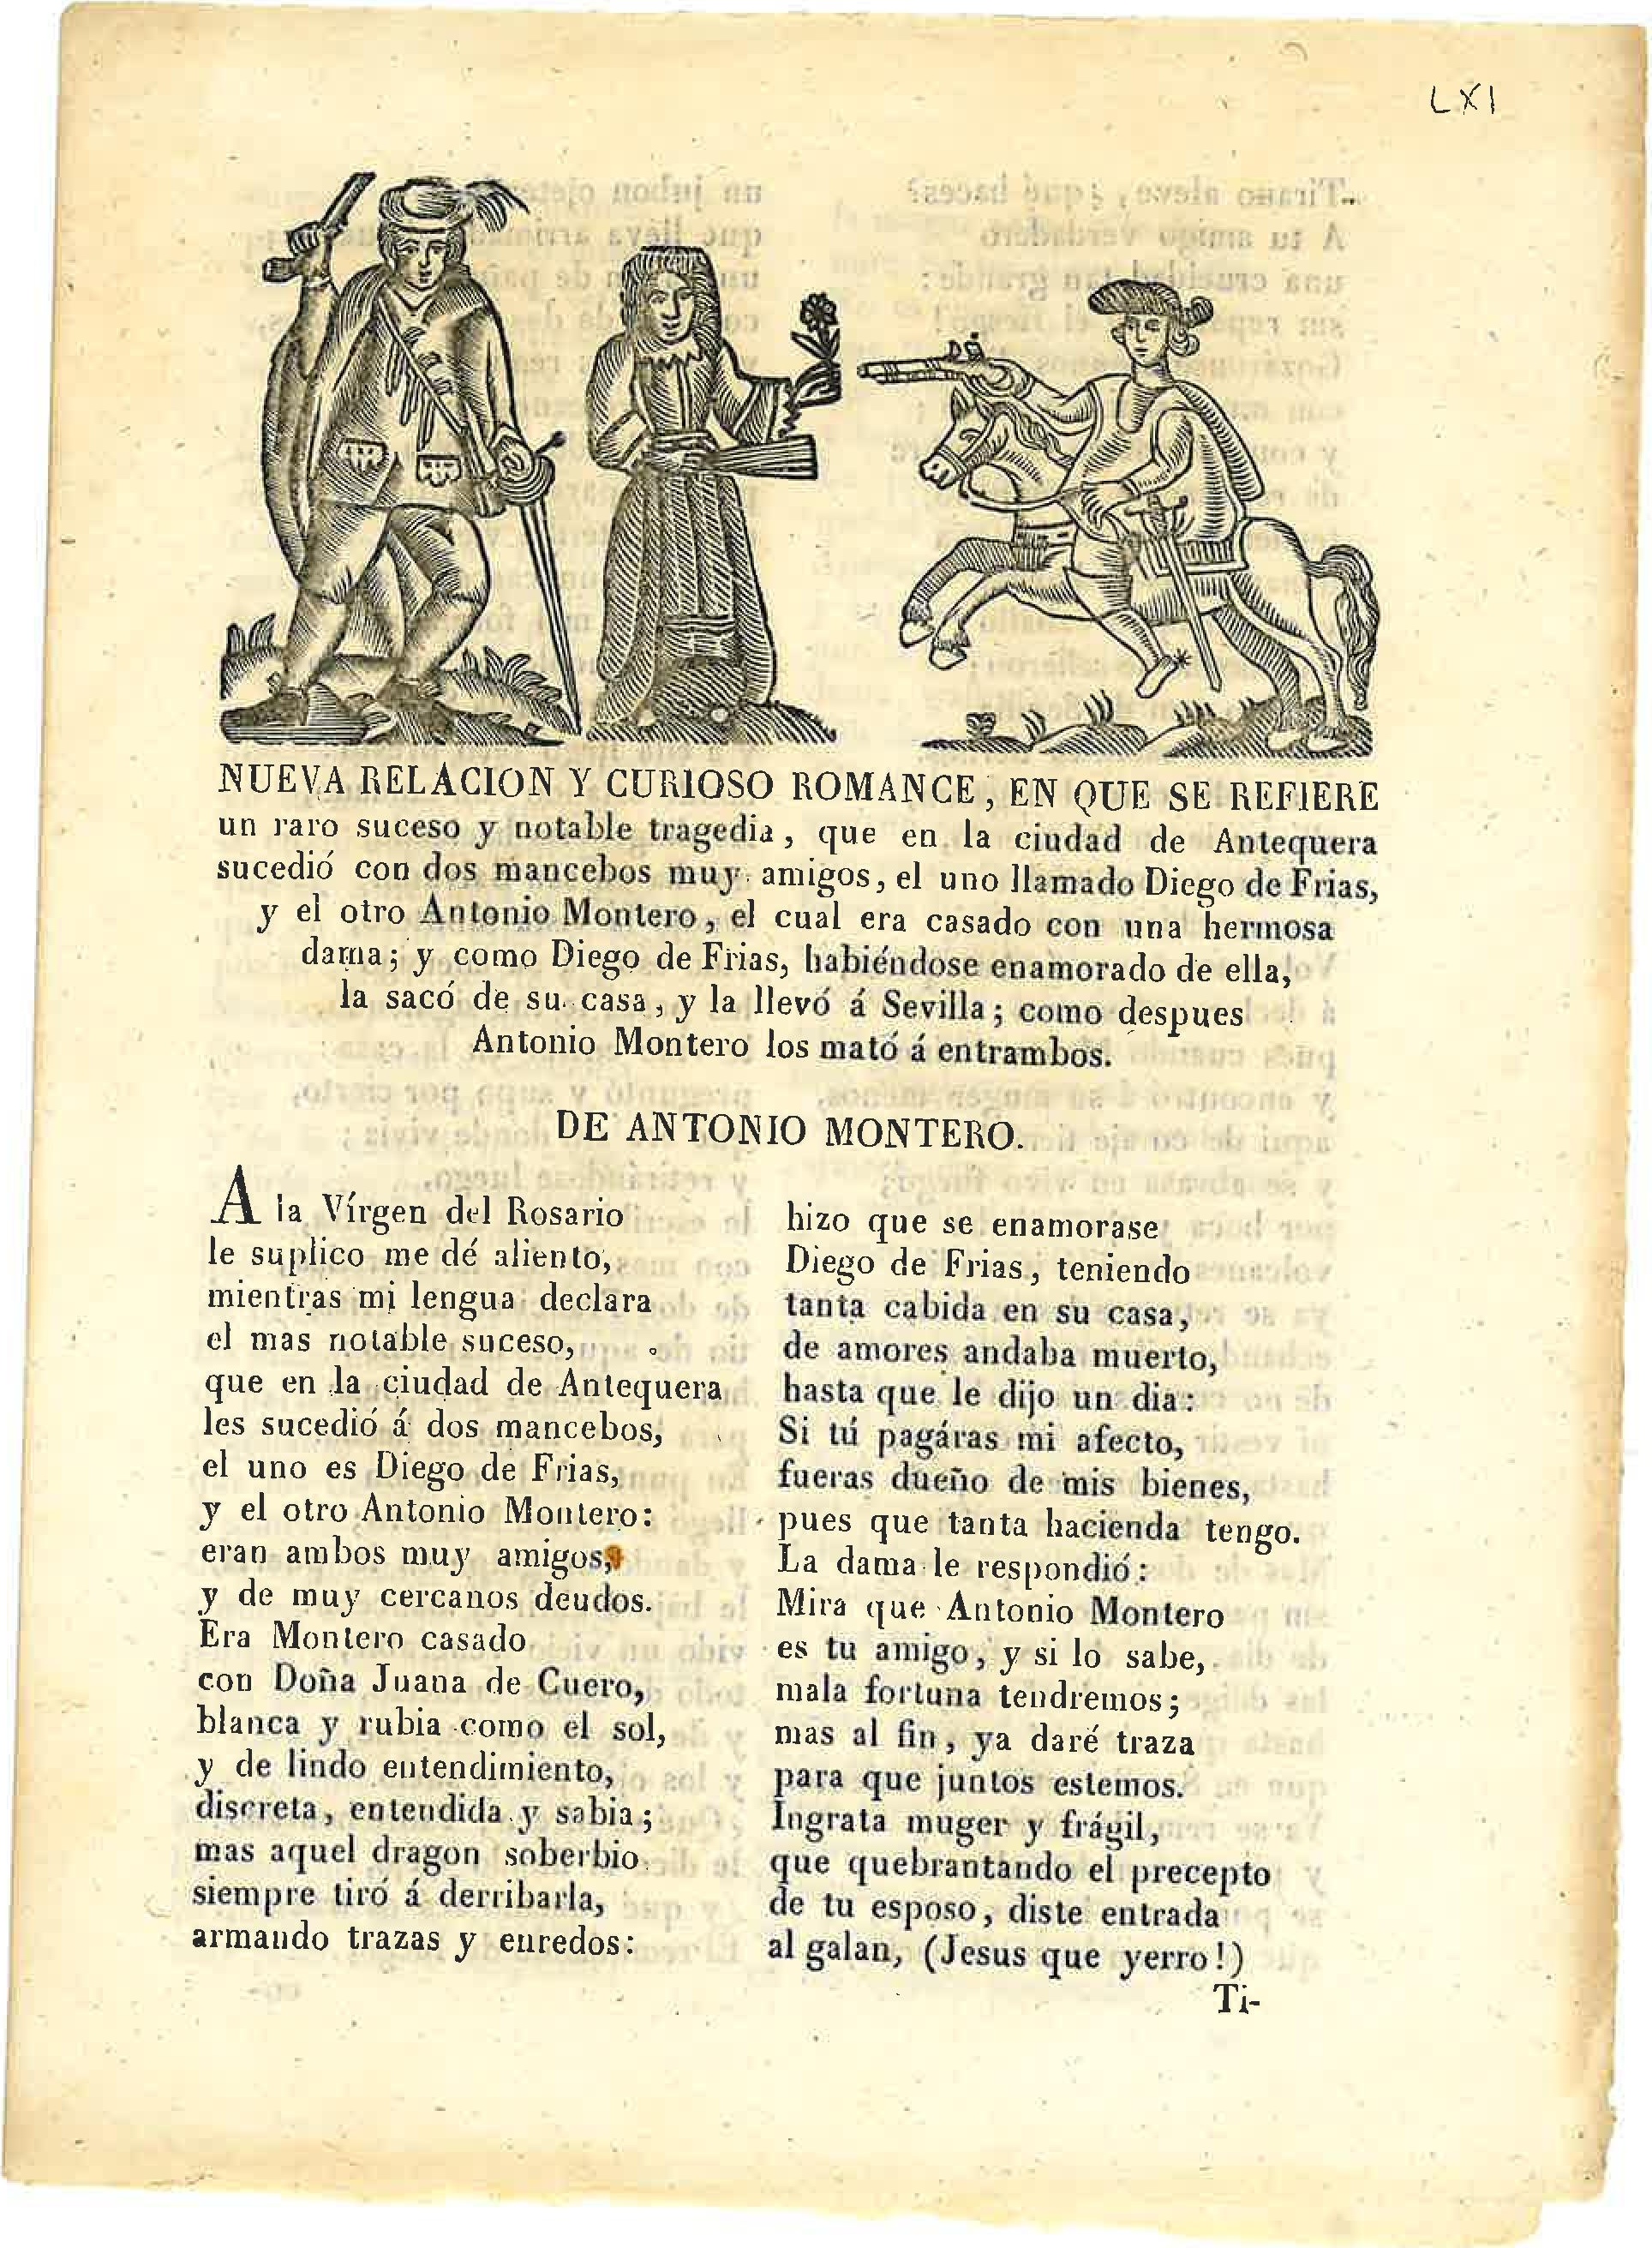 LXI
NUEVA RELACION Y CURIOSO ROMANCE, EN QUE SE REFIERE
un raro suceso y notable tragedia, que en la ciudad de Antequera
sucedió con dos mancebos muy amigos, el uno llamado Diego de Frias,
y el otro Antonio Montero, el cual era casado con una hermosa
dama; y como Diego de Frias, habiéndose enamorado de ella,
la sacó de su casa, y la llevó á Sevilla; como despues
Antonio Montero los mató á entrambos.
DE ANTONIO MONTERO.
A la Vírgen del Rosario
le suplico me dé aliento,
mientras mi lengua declara
el mas notable suceso,
que en la ciudad de Antequera
les sucedió á dos mancebos,
el uno es Diego de Frias,
y el otro Antonio Montero:
eran ambos muy amigos,
y de muy cercanos deudos.
Era Montero casado
con Doña Juana de Cuero,
blanca y rubia como el sol,
y de lindo entendimiento,
discreta, entendida y sabia;
mas aquel dragon soberbio
siempre tiró á derribarla,
armando trazas y enredos:
hizo que se enamorase
Diego de Frias, teniendo
tanta cabida en su casa,
de amores andaba muerto,
hasta que le dijo un dia:
Si tú pagáras mi afecto,
fueras dueño de mis bienes,
pues que tanta hacienda tengo.
La dama le respondió:
Mira que Antonio Montero
es tu amigo, y si lo sabe,
mala fortuna tendremos;
mas al fin, ya daré traza
para que juntos estemos.
Ingrata muger y frágil,
que quebrantando el precepto
de tu esposo, diste entrada
al galan, (Jesus que yerro!)
Ti-